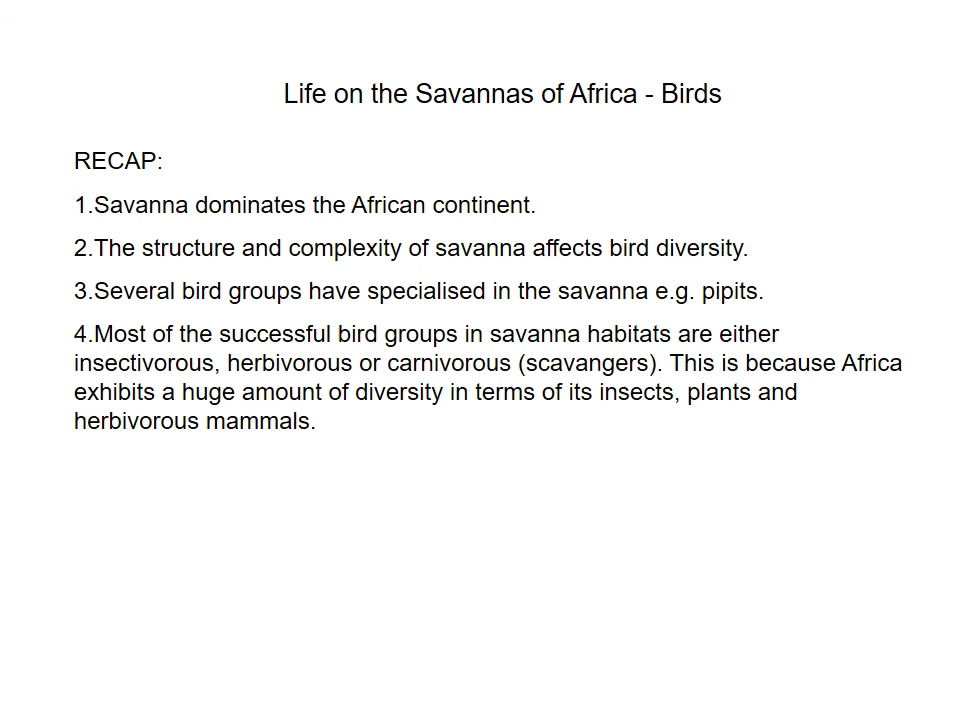 Life on the Savannas of Africa - Birds
RECAP:
1.Savanna dominates the African continent.
2.The structure and complexity of savanna affects bird diversity.
3.Several bird groups have specialised in the savanna e.g. pipits.
4.Most of the successful bird groups in savanna habitats are either
insectivorous, herbivorous or carnivorous (scavangers). This is because Africa
exhibits a huge amount of diversity in terms of its insects, plants and
herbivorous mammals.